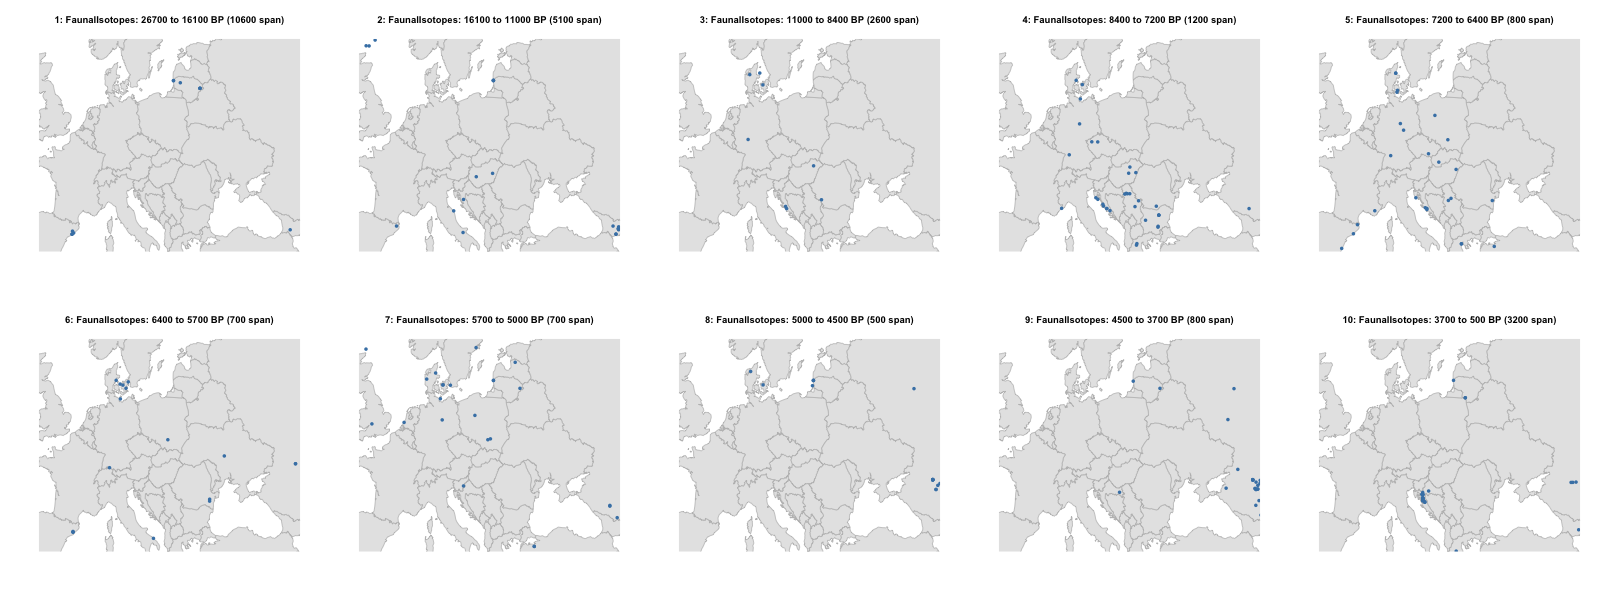 1: FaunalIsotopes: 26700 to 16100 BP (10600 span)
2: FaunalIsotopes: 16100 to 11000 BP (5100 span)
3: FaunalIsotopes: 11000 to 8400 BP (2600 span)
4: FaunalIsotopes: 8400 to 7200 BP (1200 span)
5: FaunalIsotopes: 7200 to 6400 BP (800 span)
6: FaunalIsotopes: 6400 to 5700 BP (700 span)
7: FaunalIsotopes: 5700 to 5000 BP (700 span)
8: FaunalIsotopes: 5000 to 4500 BP (500 span)
9: FaunalIsotopes: 4500 to 3700 BP (800 span)
10: FaunalIsotopes: 3700 to 500 BP (3200 span)